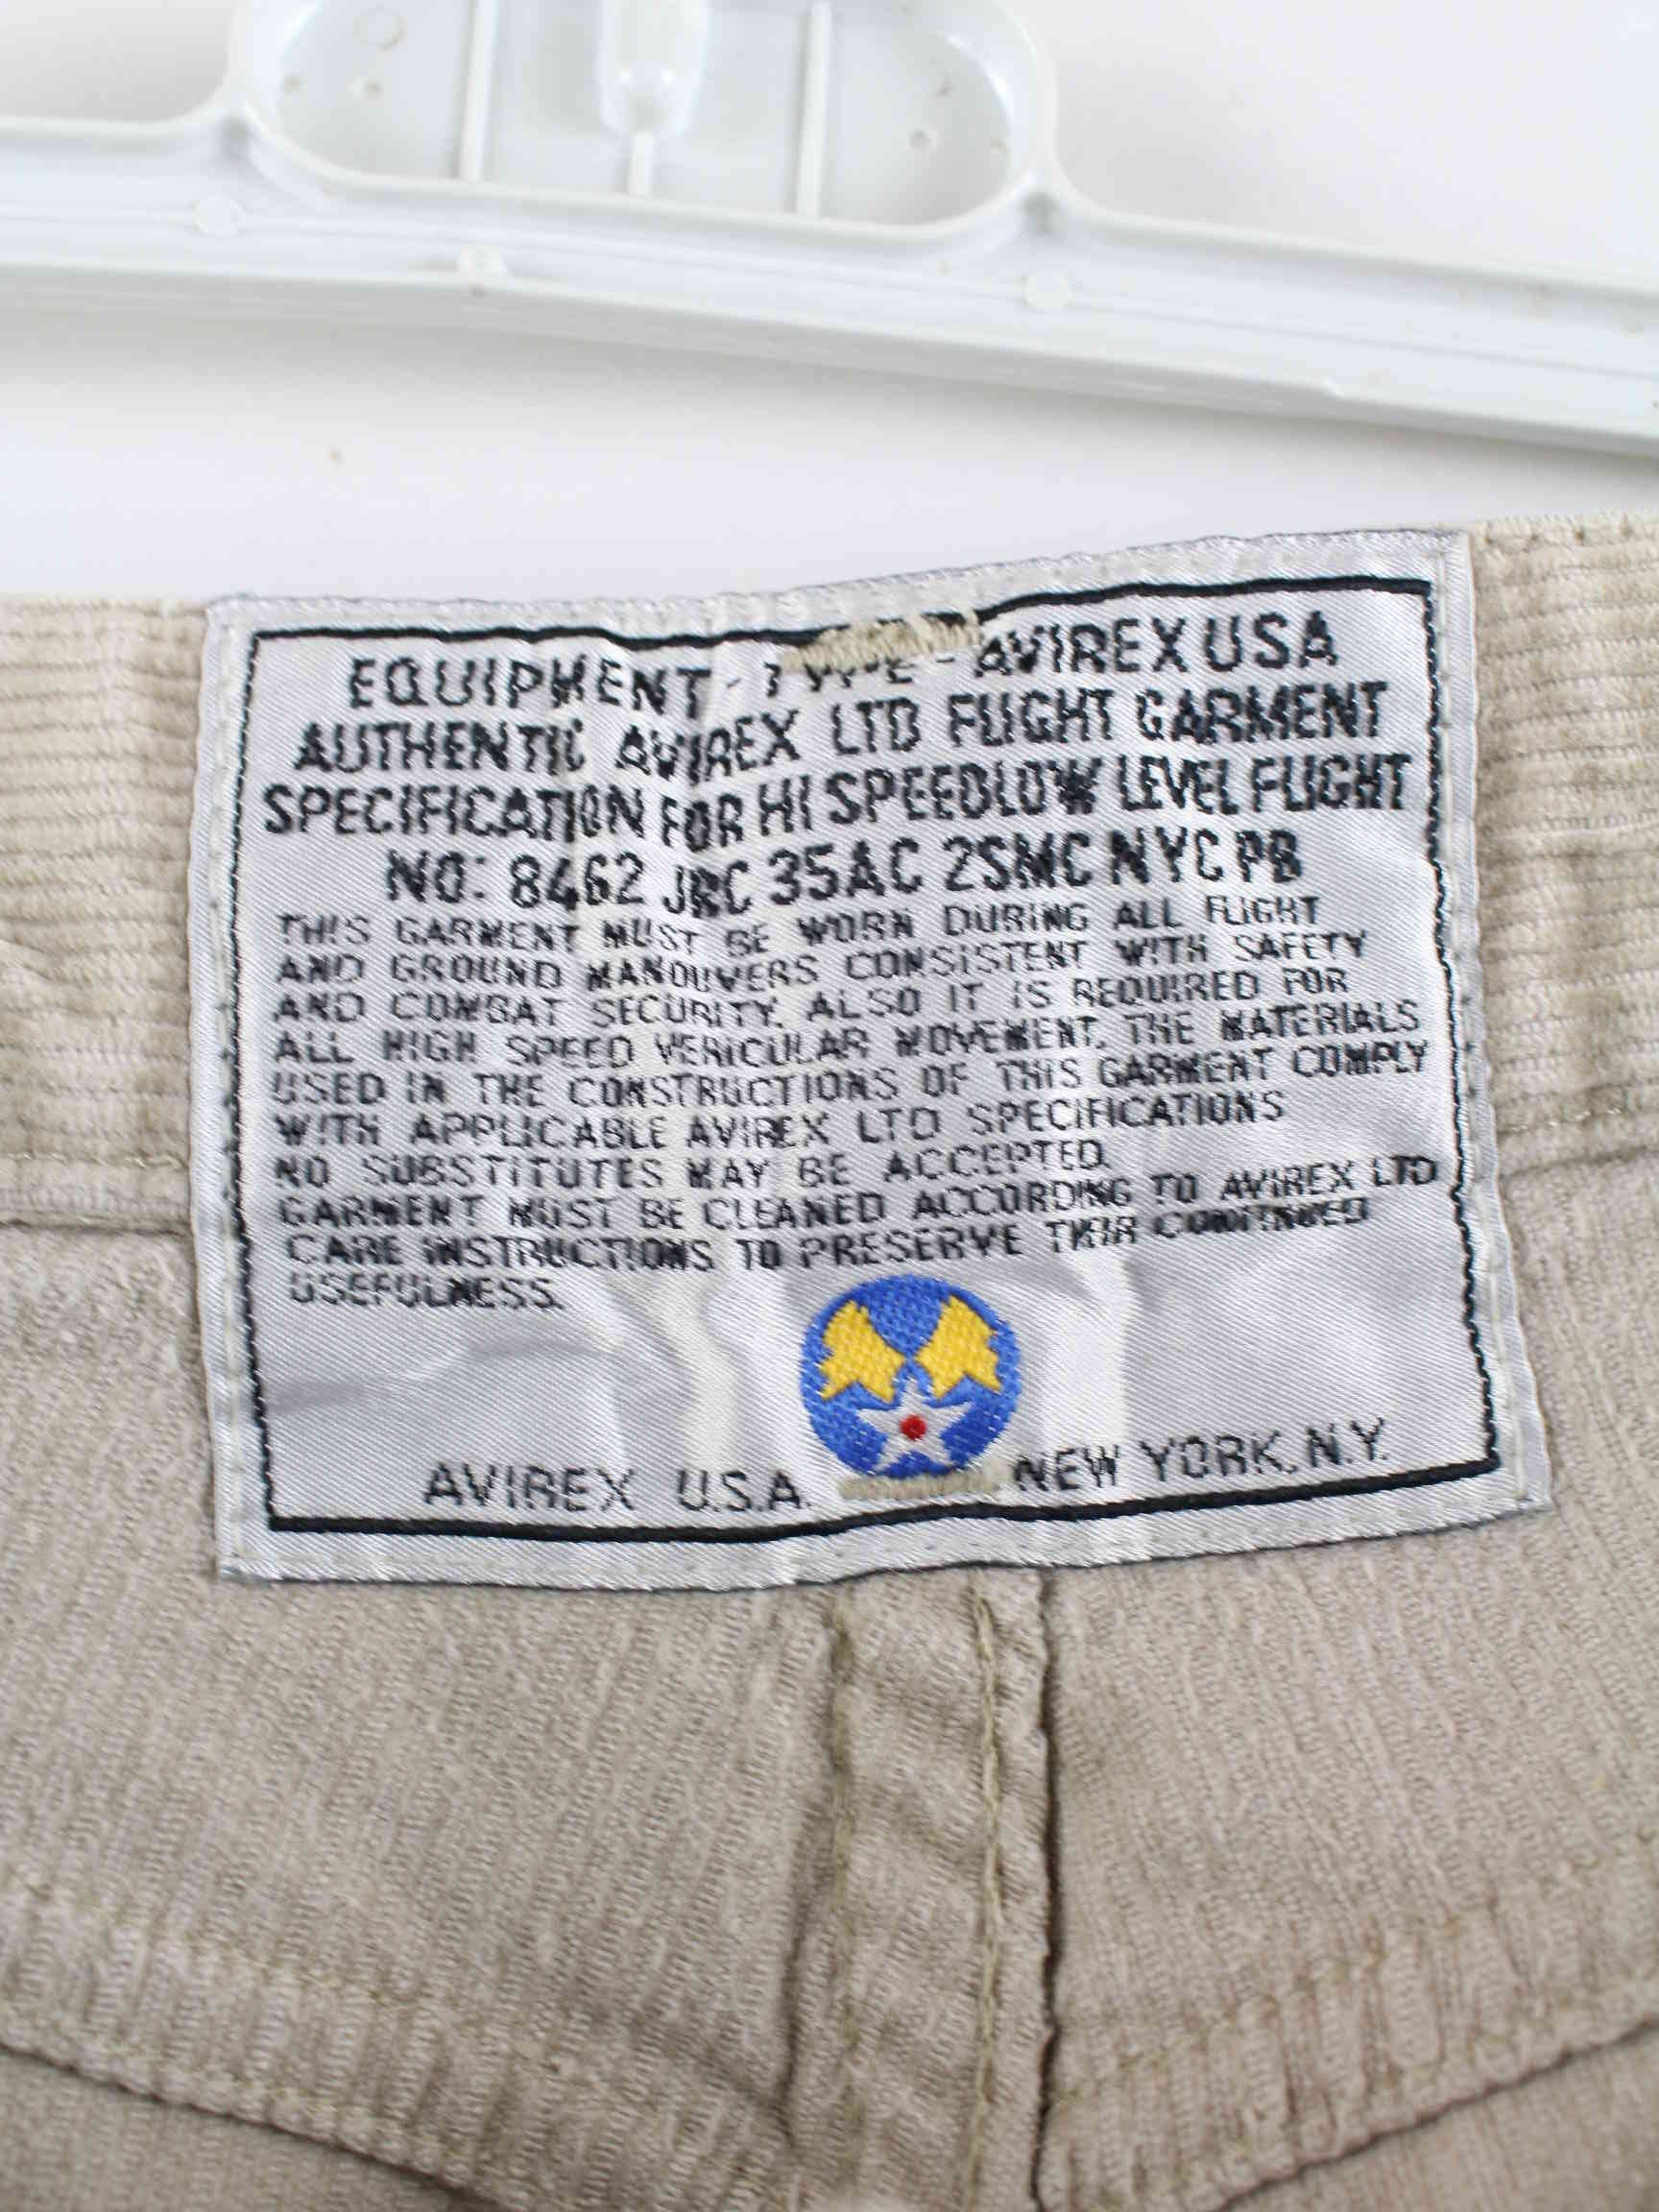 EQUIPMENT - TYPE - AVIREX USA
AUTHENTIC AVIREX LTD FLIGHT GARMENT
SPECIFICATION FOR HI SPEEDLOW LEVEL FLIGHT
NO: 8462 JRC 35AC 2SMC NYC PB
THIS GARMENT MUST BE WORN DURING ALL FLIGHT
AND GROUND MANOUVERS CONSISTENT WITH SAFETY
AND COMBAT SECURITY. ALSO IT IS REQUIRED FOR
ALL HIGH SPEED VEHICULAR MOVEMENT. THE MATERIALS
USED IN THE CONSTRUCTIONS OF THIS GARMENT COMPLY
WITH APPLICABLE AVIREX LTD SPECIFICATIONS
NO SUBSTITUTES MAY BE ACCEPTED.
GARMENT MUST BE CLEANED ACCORDING TO AVIREX LTD
CARE INSTRUCTIONS TO PRESERVE THEIR CONTINUED
USEFULNESS.
AVIREX U.S.A. NEW YORK, N.Y.